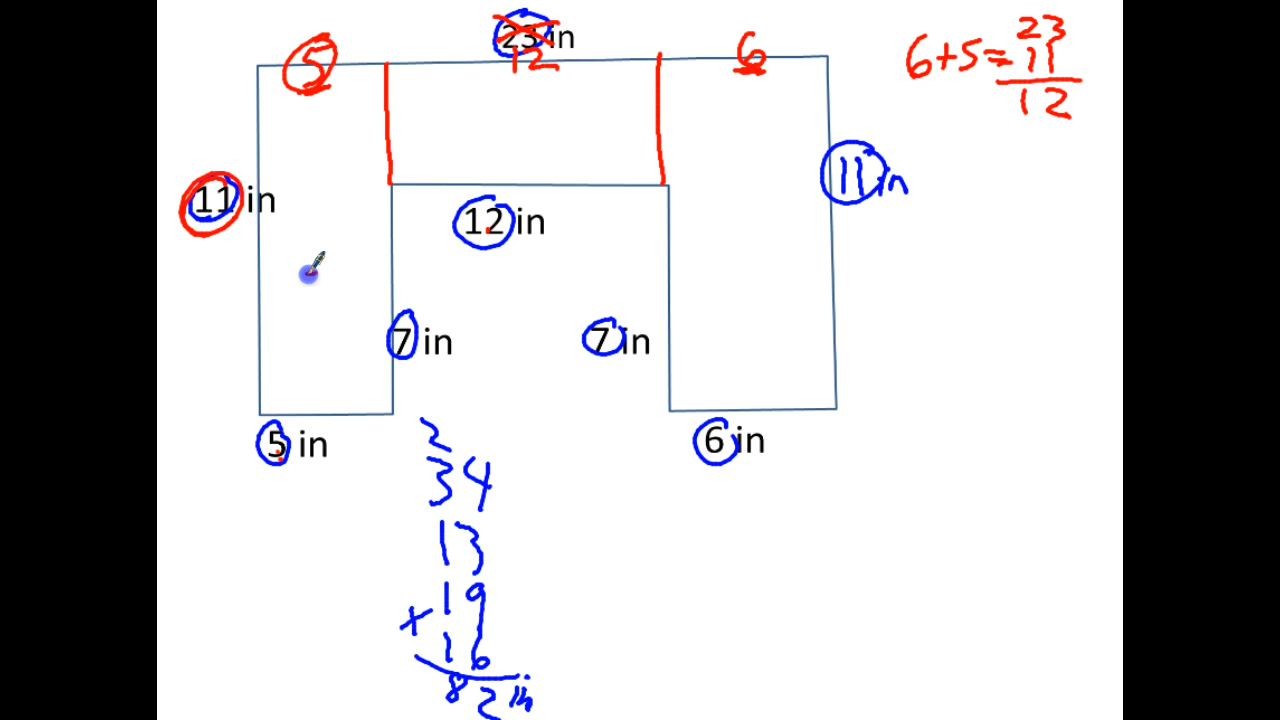 23 in
5 12 6
6+5= 23
11
12
11 in
11 in
12 in
7 in 7 in
5 in 6 in
2
34
13
19
+ 16
82 in